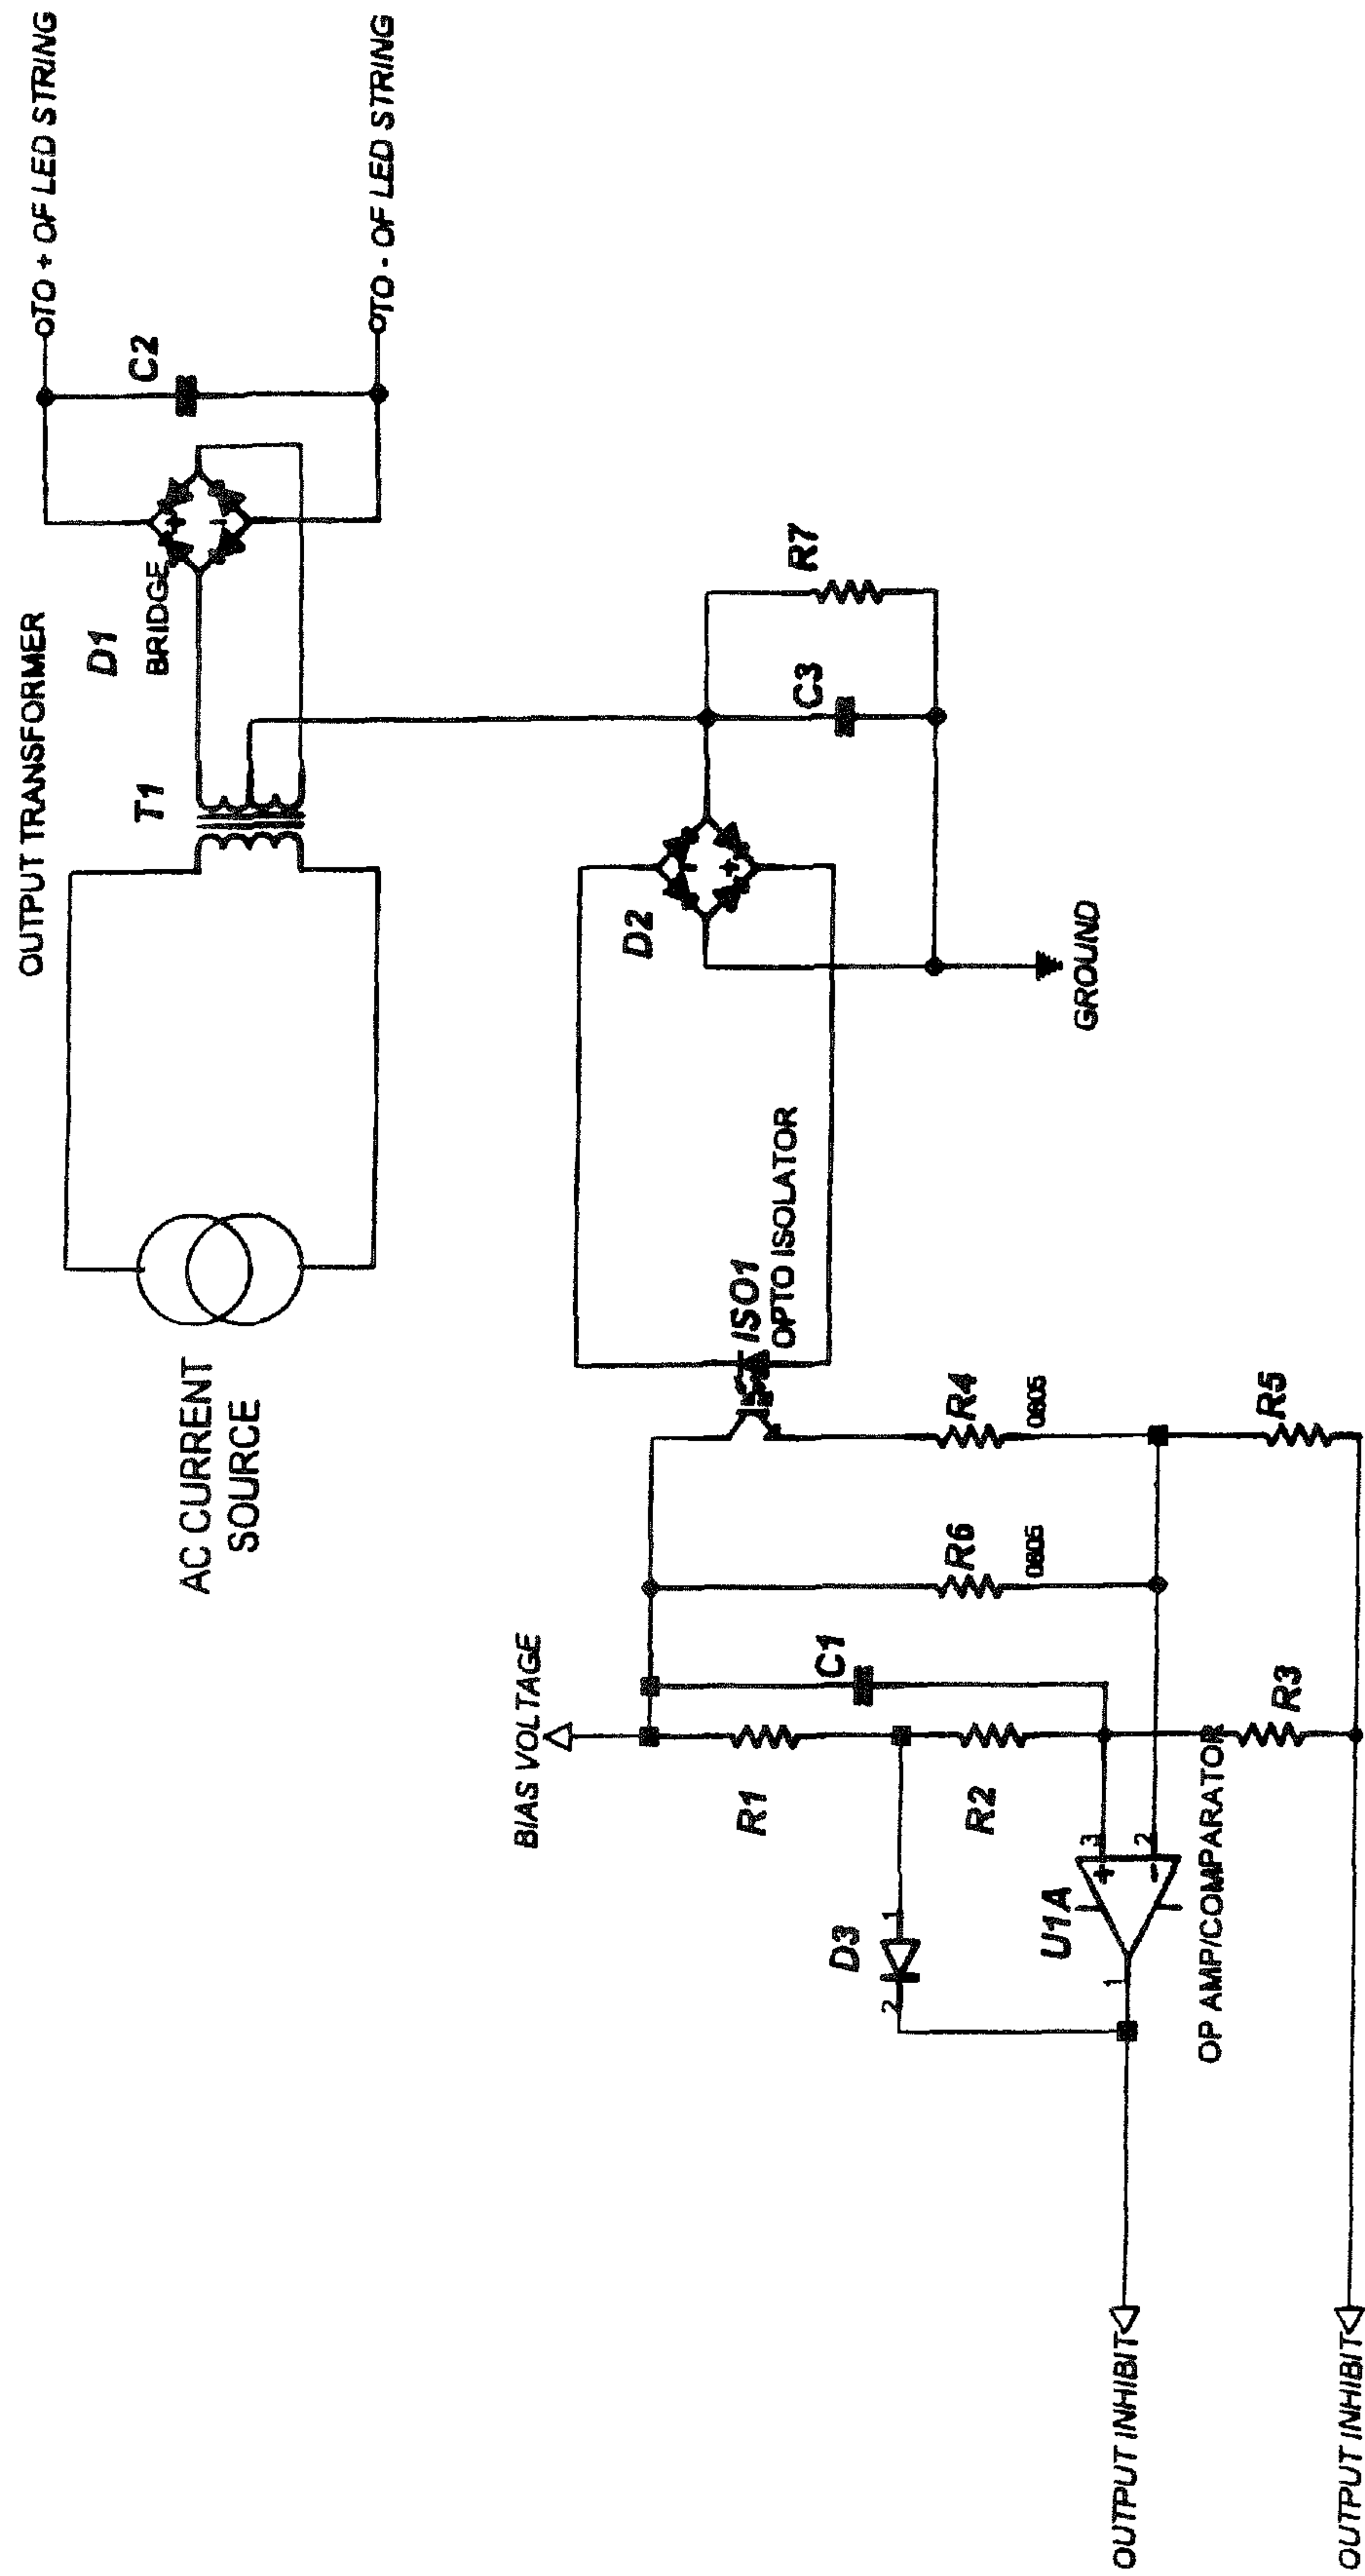 OUTPUT TRANSFORMER
T1
D1
BRIDGE
C2
TO + OF LED STRING
TO - OF LED STRING
AC CURRENT
SOURCE
D2
C3
R7
GROUND
ISO1
OPTO ISOLATOR
BIAS VOLTAGE
R1
C1
R6
0805
R4
0805
R2
D3
1
2
U1A
3
+
2
-
1
OP AMP/COMPARATOR
R3
R5
OUTPUT INHIBIT
OUTPUT INHIBIT